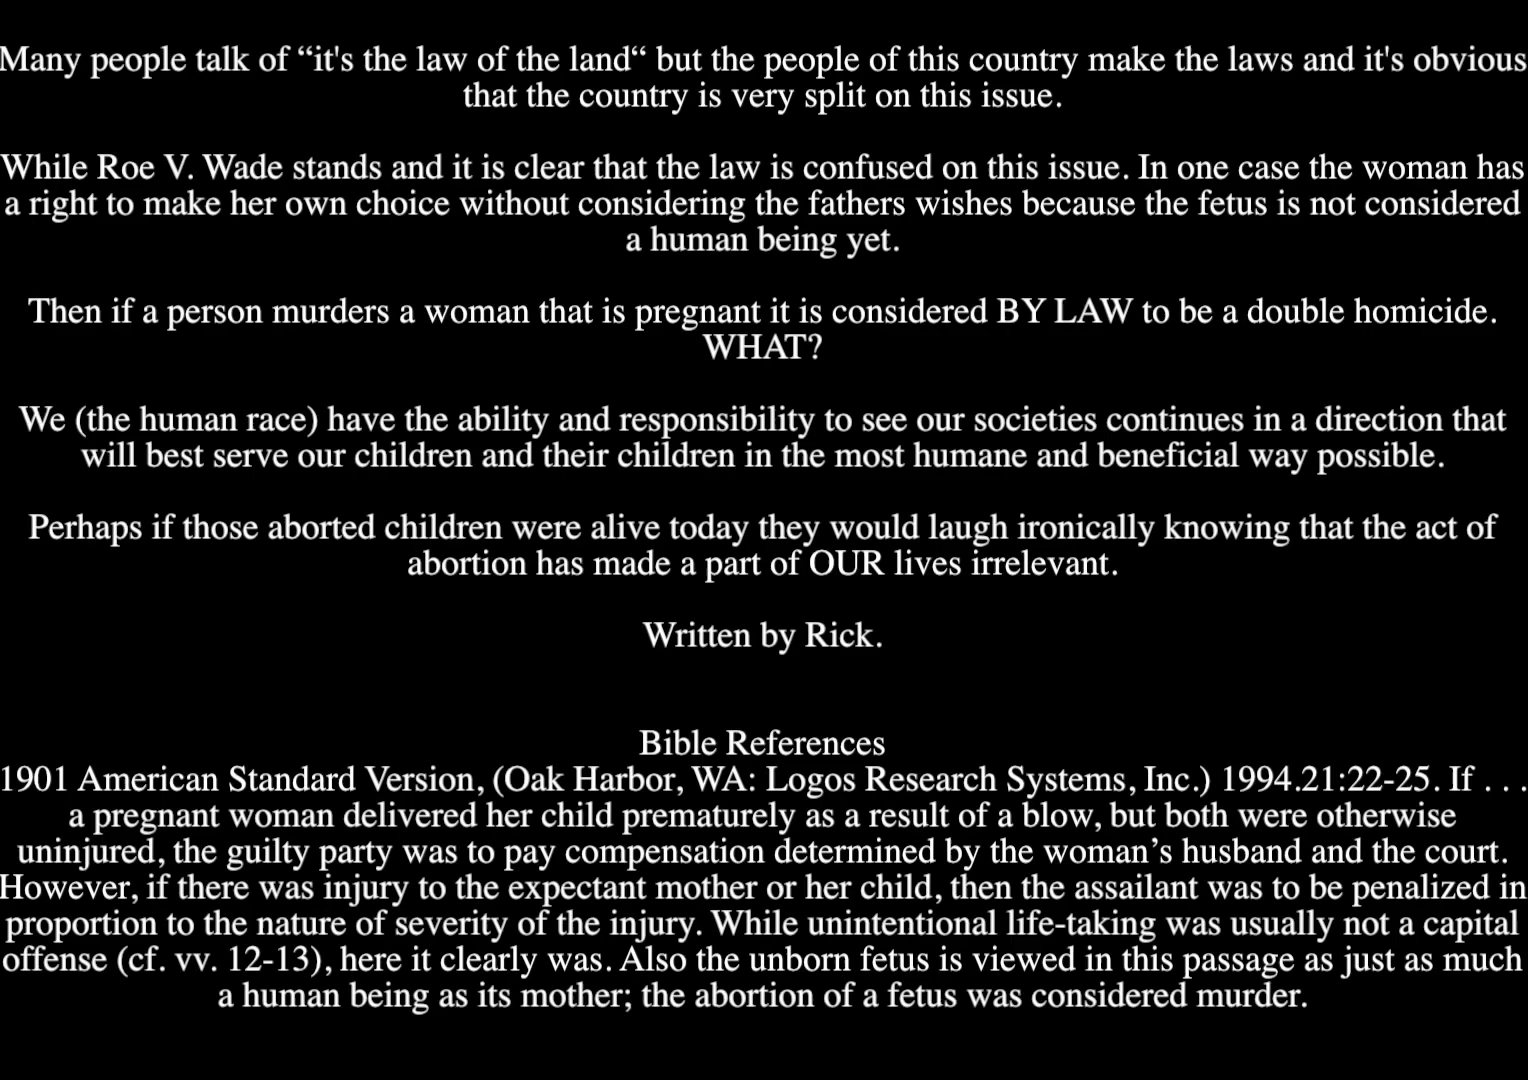 Many people talk of “it's the law of the land“ but the people of this country make the laws and it's obvious
that the country is very split on this issue.
While Roe V. Wade stands and it is clear that the law is confused on this issue. In one case the woman has
a right to make her own choice without considering the fathers wishes because the fetus is not considered
a human being yet.
Then if a person murders a woman that is pregnant it is considered BY LAW to be a double homicide.
WHAT?
We (the human race) have the ability and responsibility to see our societies continues in a direction that
will best serve our children and their children in the most humane and beneficial way possible.
Perhaps if those aborted children were alive today they would laugh ironically knowing that the act of
abortion has made a part of OUR lives irrelevant.
Written by Rick.
Bible References
1901 American Standard Version, (Oak Harbor, WA: Logos Research Systems, Inc.) 1994.21:22-25. If . . .
a pregnant woman delivered her child prematurely as a result of a blow, but both were otherwise
uninjured, the guilty party was to pay compensation determined by the woman’s husband and the court.
However, if there was injury to the expectant mother or her child, then the assailant was to be penalized in
proportion to the nature of severity of the injury. While unintentional life-taking was usually not a capital
offense (cf. vv. 12-13), here it clearly was. Also the unborn fetus is viewed in this passage as just as much
a human being as its mother; the abortion of a fetus was considered murder.